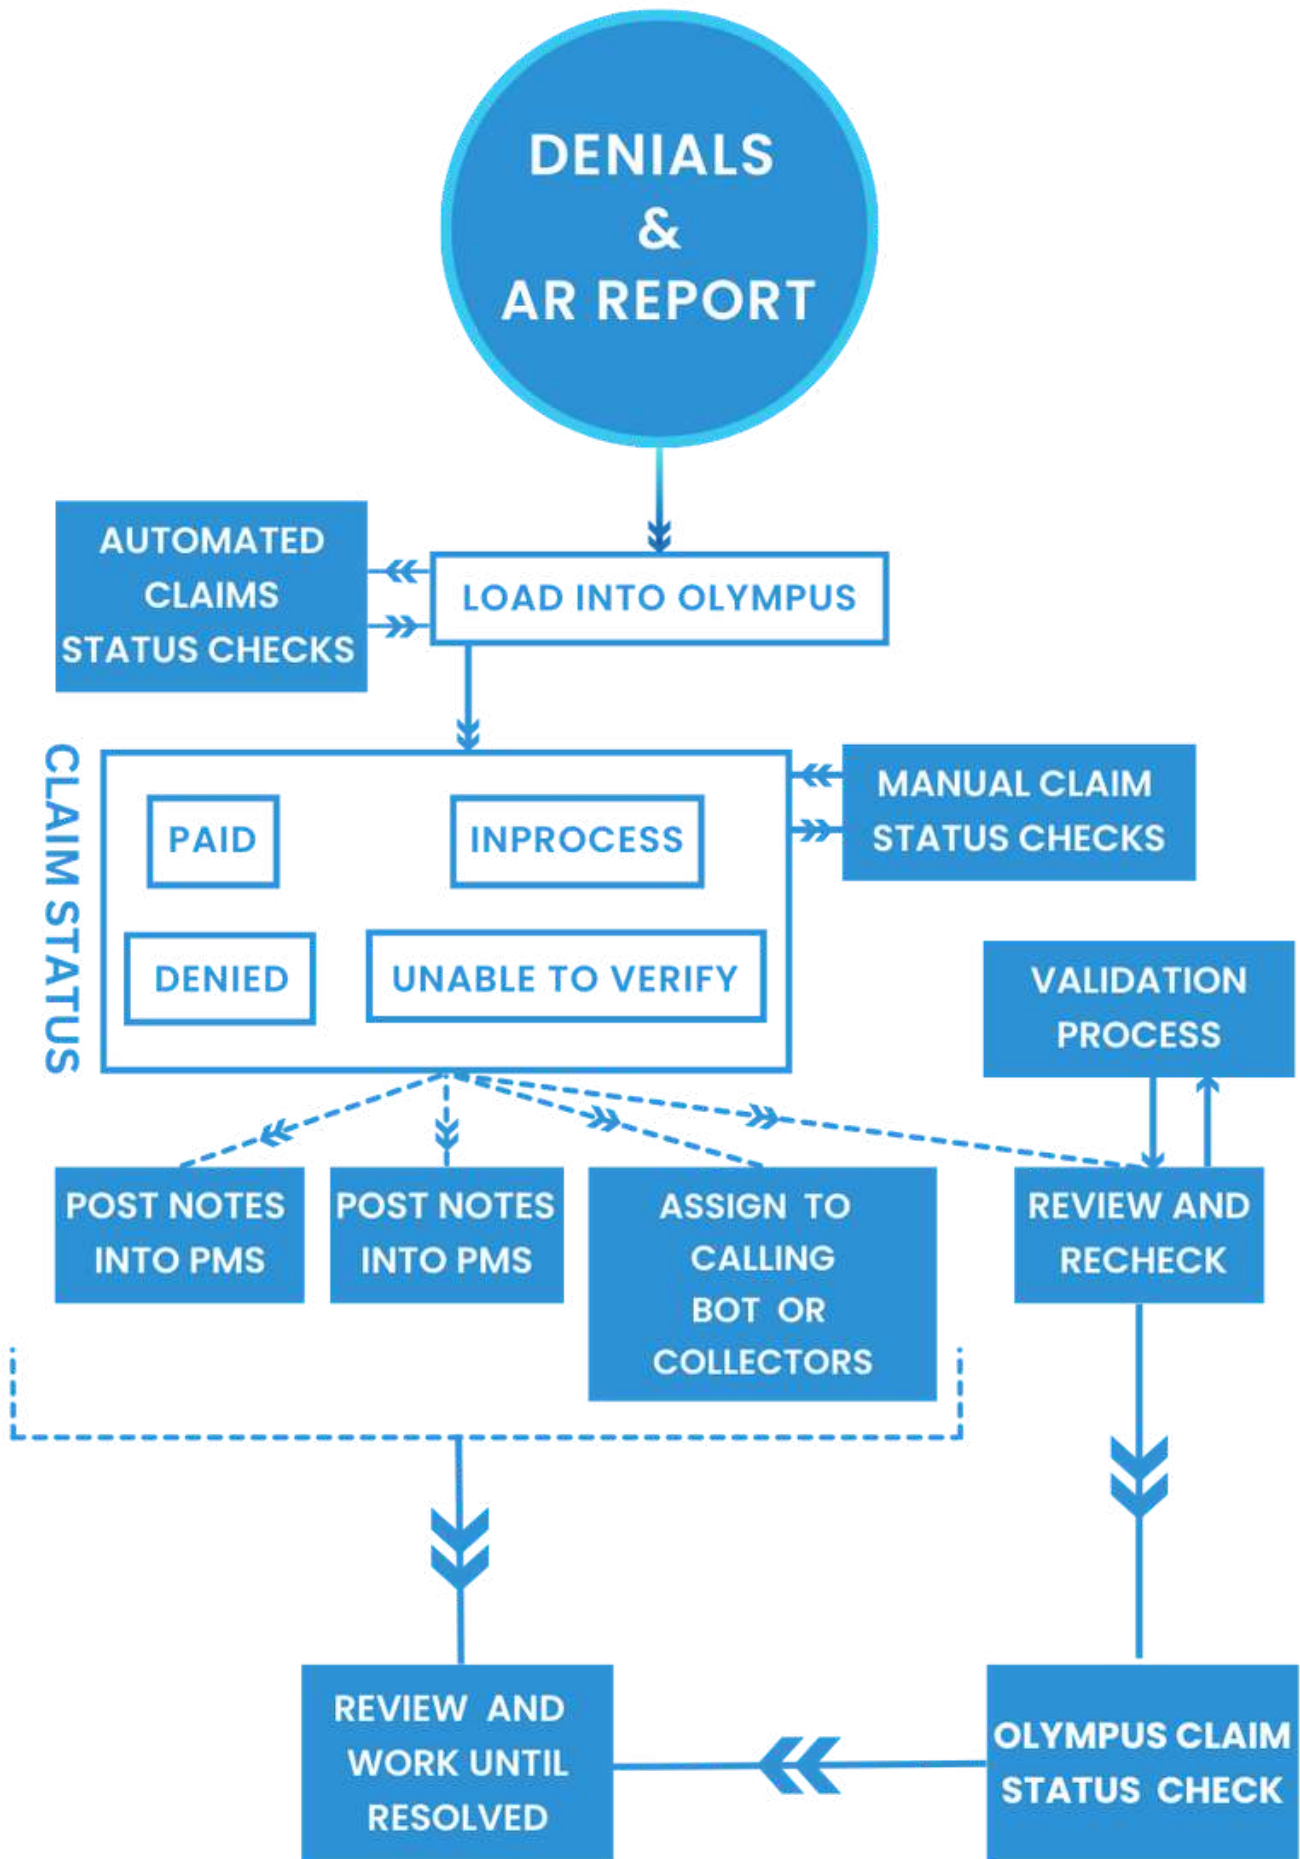 DENIALS
&
AR REPORT
AUTOMATED
CLAIMS
STATUS CHECKS
LOAD INTO OLYMPUS
CLAIM STATUS
PAID
INPROCESS
DENIED
UNABLE TO VERIFY
MANUAL CLAIM
STATUS CHECKS
VALIDATION
PROCESS
POST NOTES
INTO PMS
POST NOTES
INTO PMS
ASSIGN TO
CALLING
BOT OR
COLLECTORS
REVIEW AND
RECHECK
REVIEW AND
WORK UNTIL
RESOLVED
OLYMPUS CLAIM
STATUS CHECK